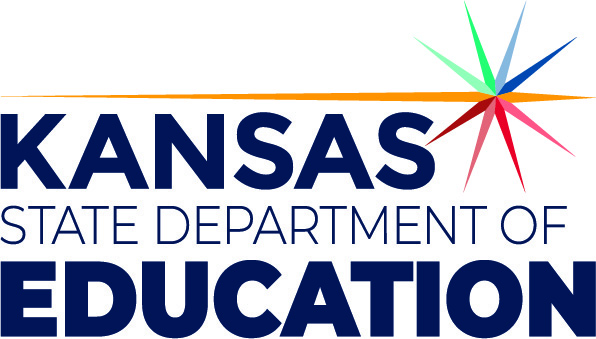 KANSAS
STATE DEPARTMENT OF
EDUCATION